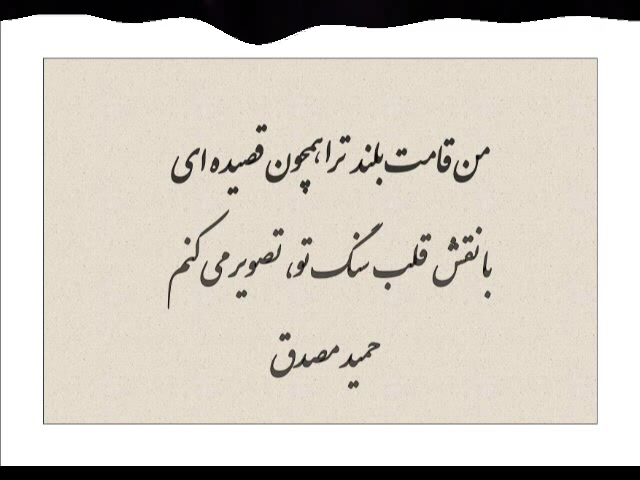 من قامت بلند ترا همچون قصیده ای
با نقش قلب سنگ تو، تصویر می کنم
حمید مصدق